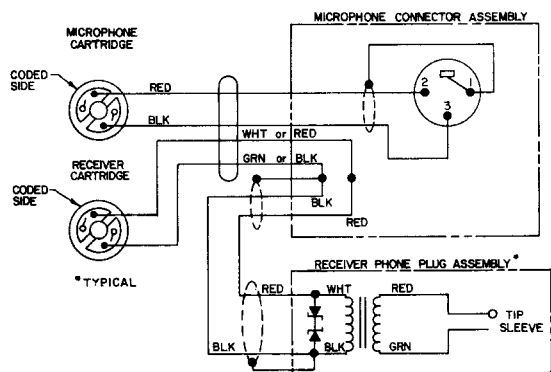 MICROPHONE CONNECTOR ASSEMBLY
MICROPHONE
CARTRIDGE
CODED
SIDE
RED
2
1
3
BLK
WHT or RED
GRN or BLK
RECEIVER
CARTRIDGE
CODED
SIDE
BLK
RED
*TYPICAL
RECEIVER PHONE PLUG ASSEMBLY*
RED
WHT
RED
TIP
SLEEVE
BLK
BLK
GRN